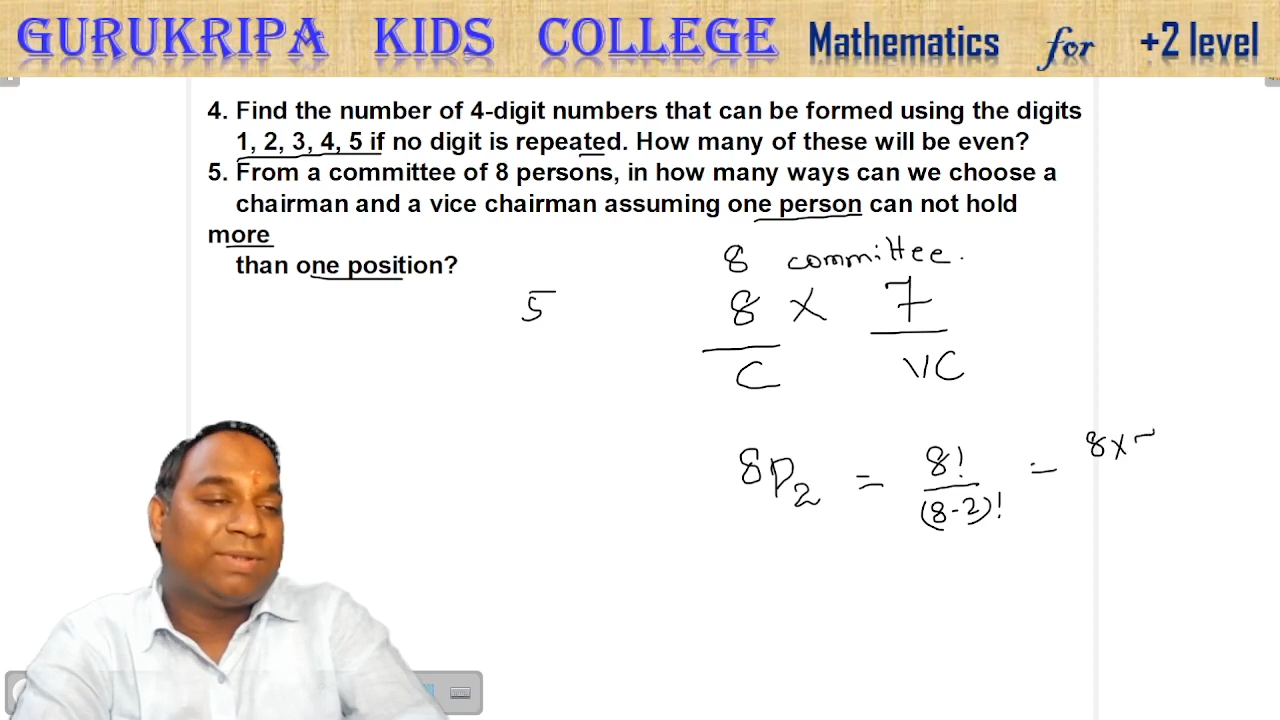 GURUKRIPA KIDS COLLEGE Mathematics for +2 level
4. Find the number of 4-digit numbers that can be formed using the digits
1, 2, 3, 4, 5 if no digit is repeated. How many of these will be even?
5. From a committee of 8 persons, in how many ways can we choose a
chairman and a vice chairman assuming one person can not hold
more
than one position?
8 committee.
5 8 × 7
C VC
8P2 = 8! / (8-2)! = 8×